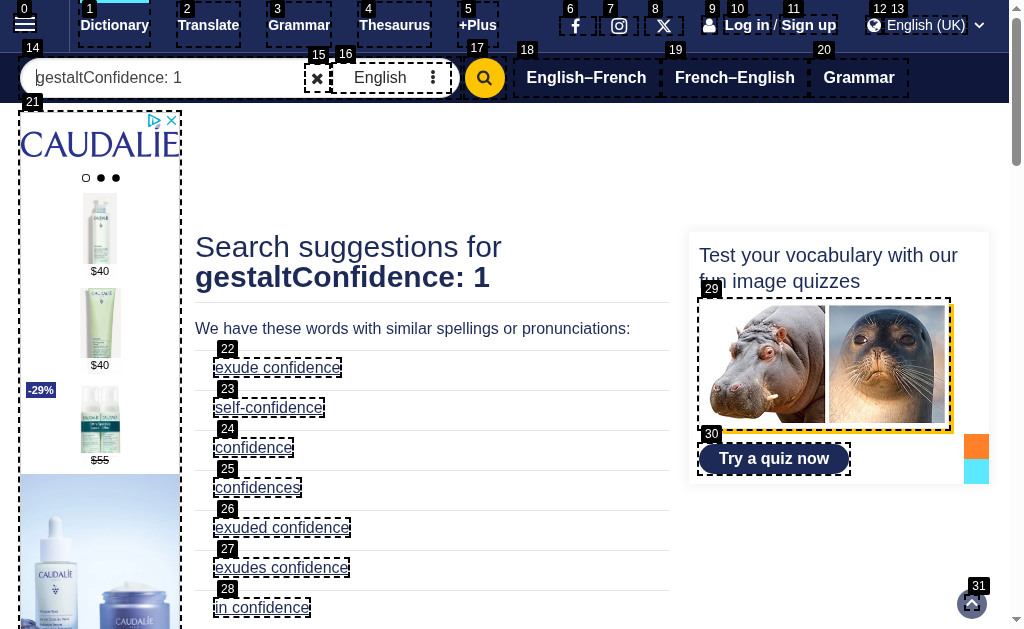 0 1 2 3 4 5 6 7 8 9 10 11 12 13
Dictionary Translate Grammar Thesaurus +Plus Log in / Sign up English (UK)
14 15 16 17 18 19 20
gestaltConfidence: 1 English English–French French–English Grammar
21
CAUDALÍE
$40
$40
-29%
$55
CAUDALÍE
CAUDALÍE
Search suggestions for
gestaltConfidence: 1
We have these words with similar spellings or pronunciations:
22
exude confidence
23
self-confidence
24
confidence
25
confidences
26
exuded confidence
27
exudes confidence
28
in confidence
Test your vocabulary with our
fun image quizzes
29
30
Try a quiz now
31